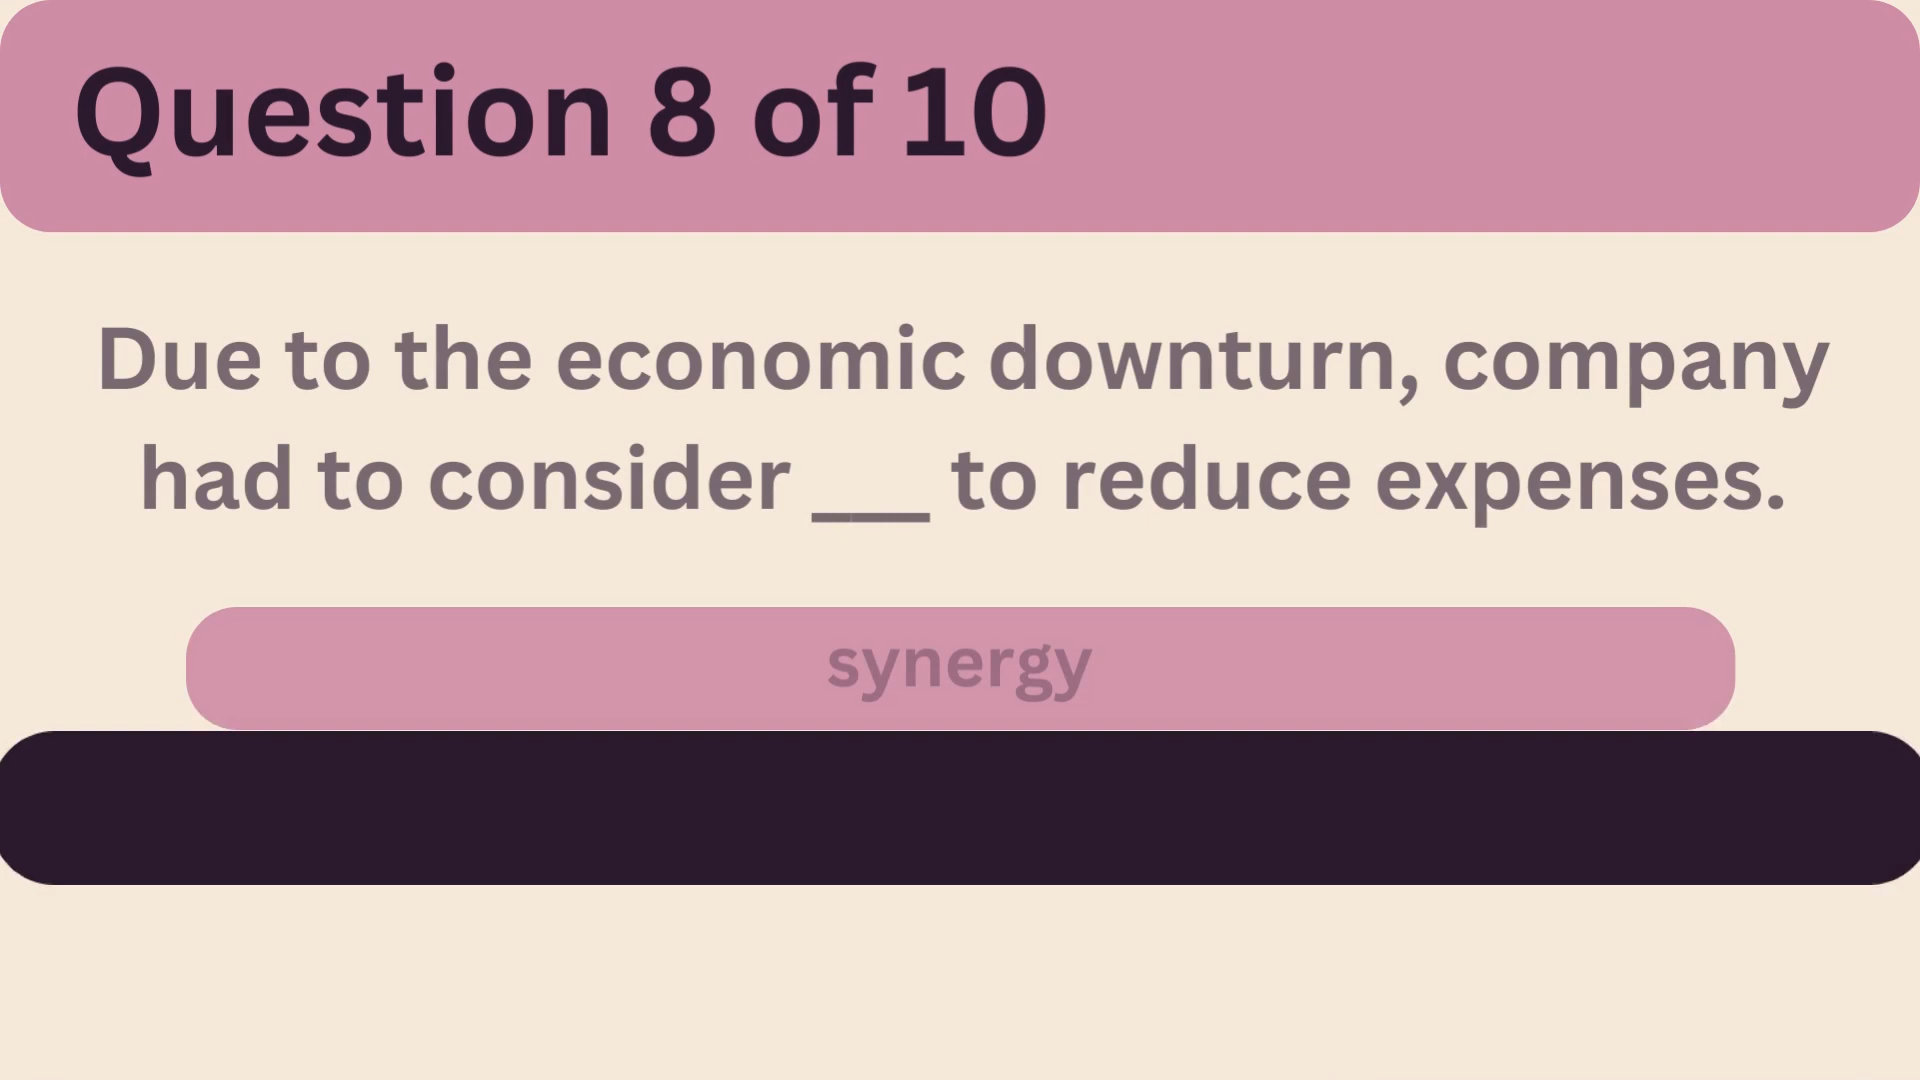 Question 8 of 10
Due to the economic downturn, company
had to consider ___ to reduce expenses.
synergy